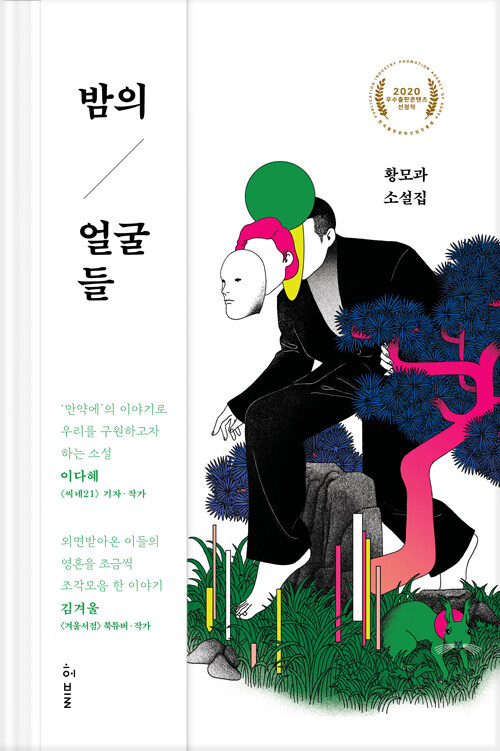 밤의
얼굴
들
2020
우수출판콘텐츠
선정작
황모과
소설집
‘만약에’의 이야기로
우리를 구원하고자
하는 소설
이다혜
《씨네21》 기자·작가
외면받아온 이들의
영혼을 조금씩
조각모음 한 이야기
김겨울
〈겨울서점〉 북튜버·작가
허블